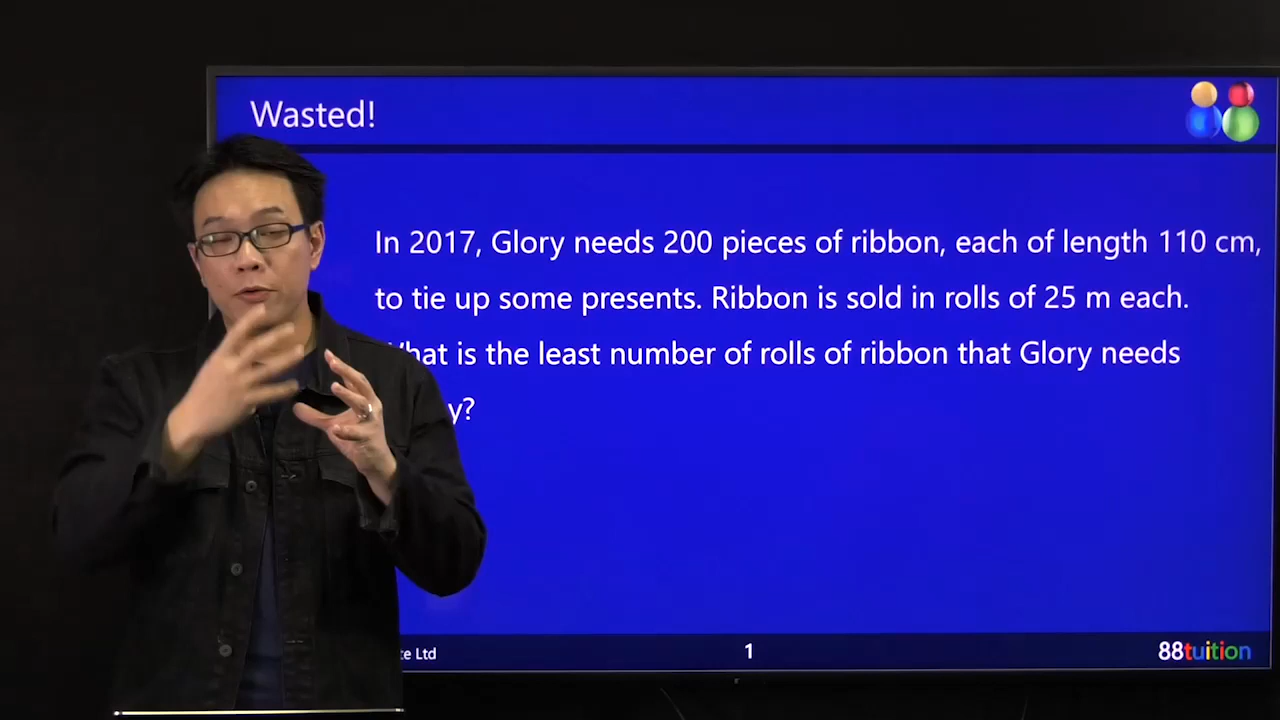 Wasted!
In 2017, Glory needs 200 pieces of ribbon, each of length 110 cm,
to tie up some presents. Ribbon is sold in rolls of 25 m each.
What is the least number of rolls of ribbon that Glory needs
y?
te Ltd
1
88tuition